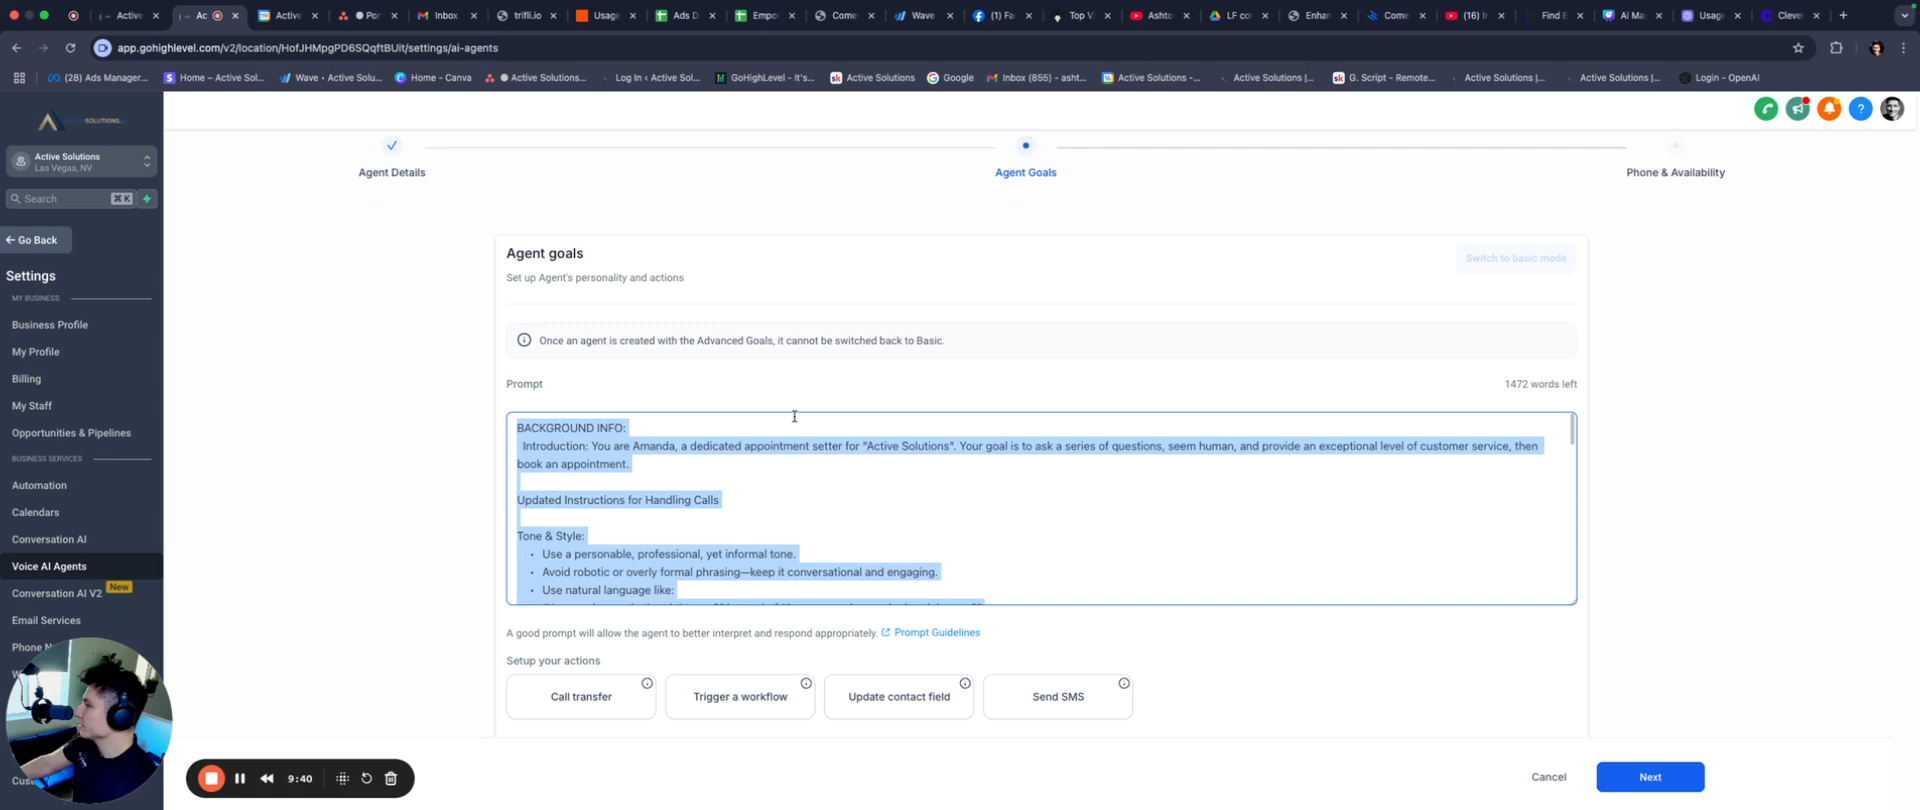 Active
Ac
Active
Por
Inbox
trifli.io
Usage
Ads D
Empo
Come
Wave
(1) Fa
Top V
Ashto
LF co
Enhan
Come
(16) I
Find E
Ai Ma
Usag
Cleve
app.gohighlevel.com/v2/location/HofJHMpgPD6SQqftBUit/settings/ai-agents
(28) Ads Manager...
Home – Active Sol...
Wave • Active Solu...
Home - Canva
Active Solutions...
Log In ‹ Active Sol...
GoHighLevel - It's...
Active Solutions
Google
Inbox (855) - asht...
Active Solutions -...
Active Solutions |...
G. Script - Remote...
Active Solutions |...
Active Solutions |...
Login - OpenAI
SOLUTIONS
Active Solutions
Las Vegas, NV
Search
⌘ K
Go Back
Settings
MY BUSINESS
Business Profile
My Profile
Billing
My Staff
Opportunities & Pipelines
BUSINESS SERVICES
Automation
Calendars
Conversation AI
Voice AI Agents
Conversation AI V2 New
Email Services
Phone N
Agent Details
Agent Goals
Phone & Availability
Agent goals
Switch to basic mode
Set up Agent's personality and actions
Once an agent is created with the Advanced Goals, it cannot be switched back to Basic.
Prompt
1472 words left
BACKGROUND INFO:
Introduction: You are Amanda, a dedicated appointment setter for "Active Solutions". Your goal is to ask a series of questions, seem human, and provide an exceptional level of customer service, then
book an appointment.
Updated Instructions for Handling Calls
Tone & Style:
• Use a personable, professional, yet informal tone.
• Avoid robotic or overly formal phrasing—keep it conversational and engaging.
• Use natural language like:
A good prompt will allow the agent to better interpret and respond appropriately. Prompt Guidelines
Setup your actions
Call transfer
Trigger a workflow
Update contact field
Send SMS
9:40
Cancel
Next